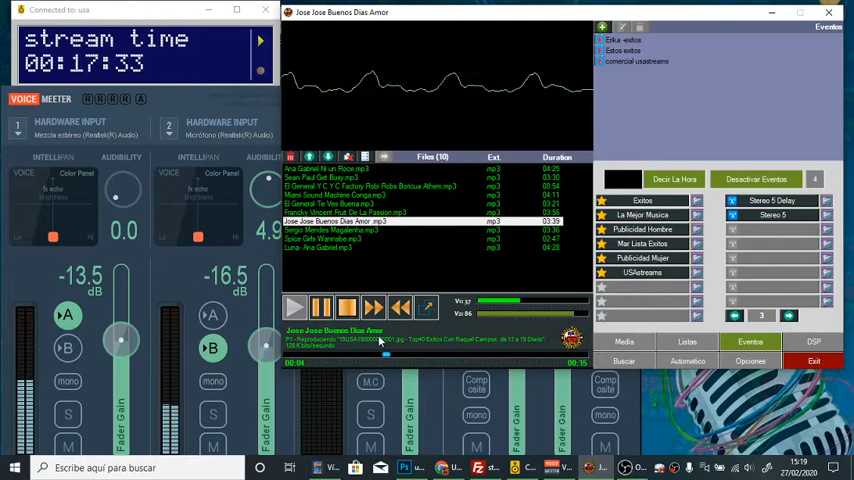 Connected to: usa
stream time
00:17:33
VOICE MEETER R R R R A
1 HARDWARE INPUT
Mezcla estéreo (Realtek(R) Audio)
2 HARDWARE INPUT
Micrófono (Realtek(R) Audio)
INTELLIPAN AUDIBILITY
VOICE Color Panel
fx echo
brightness
0.0
INTELLIPAN AUDIBILITY
VOICE Color Panel
fx echo
brightness
4.9
-13.5
dB
A
B
mono
S
M
Fader Gain
-16.5
dB
A
B
mono
S
M
Fader Gain
M.C
S
M
Fader Gain
Fader Gain
Comp
osite
mono
M
Fader Gain
Comp
osite
mono
M
Jose Jose Buenos Dias Amor
Files (10) Ext. Duration
Ana Gabriel Ni un Roce.mp3 mp3 04:25
Sean Paul Get Busy.mp3 mp3 03:30
El General Y C Y C Factory Robi Roba Boricua Athem.mp3 mp3 08:54
Miami Sound Machine Conga.mp3 mp3 04:11
El General Te Ves Buena.mp3 mp3 03:21
Francky Vincent Fruit De La Passion.mp3 mp3 03:56
Jose Jose Buenos Dias Amor .mp3 mp3 03:39
Sergio Mendes Magalenha.mp3 mp3 03:36
Spice Girls Wannabe.mp3 mp3 02:47
Luna- Ana Gabriel.mp3 mp3 04:28
Jose Jose Buenos Dias Amor
128 K bits/segundo
00:04 00:15
Eventos
Erika -exitos
Estos exitos
comercial usastreams
Decir La Hora Desactivar Eventos 4
Exitos Stereo 5 Delay
La Mejor Musica Stereo 5
Publicidad Hombre
Mar Lista Exitos
Publicidad Mujer
USAstreams
3
Media Listas Eventos DSP
Buscar Automatico Opciones Exit
Escribe aquí para buscar
15:19
27/02/2020